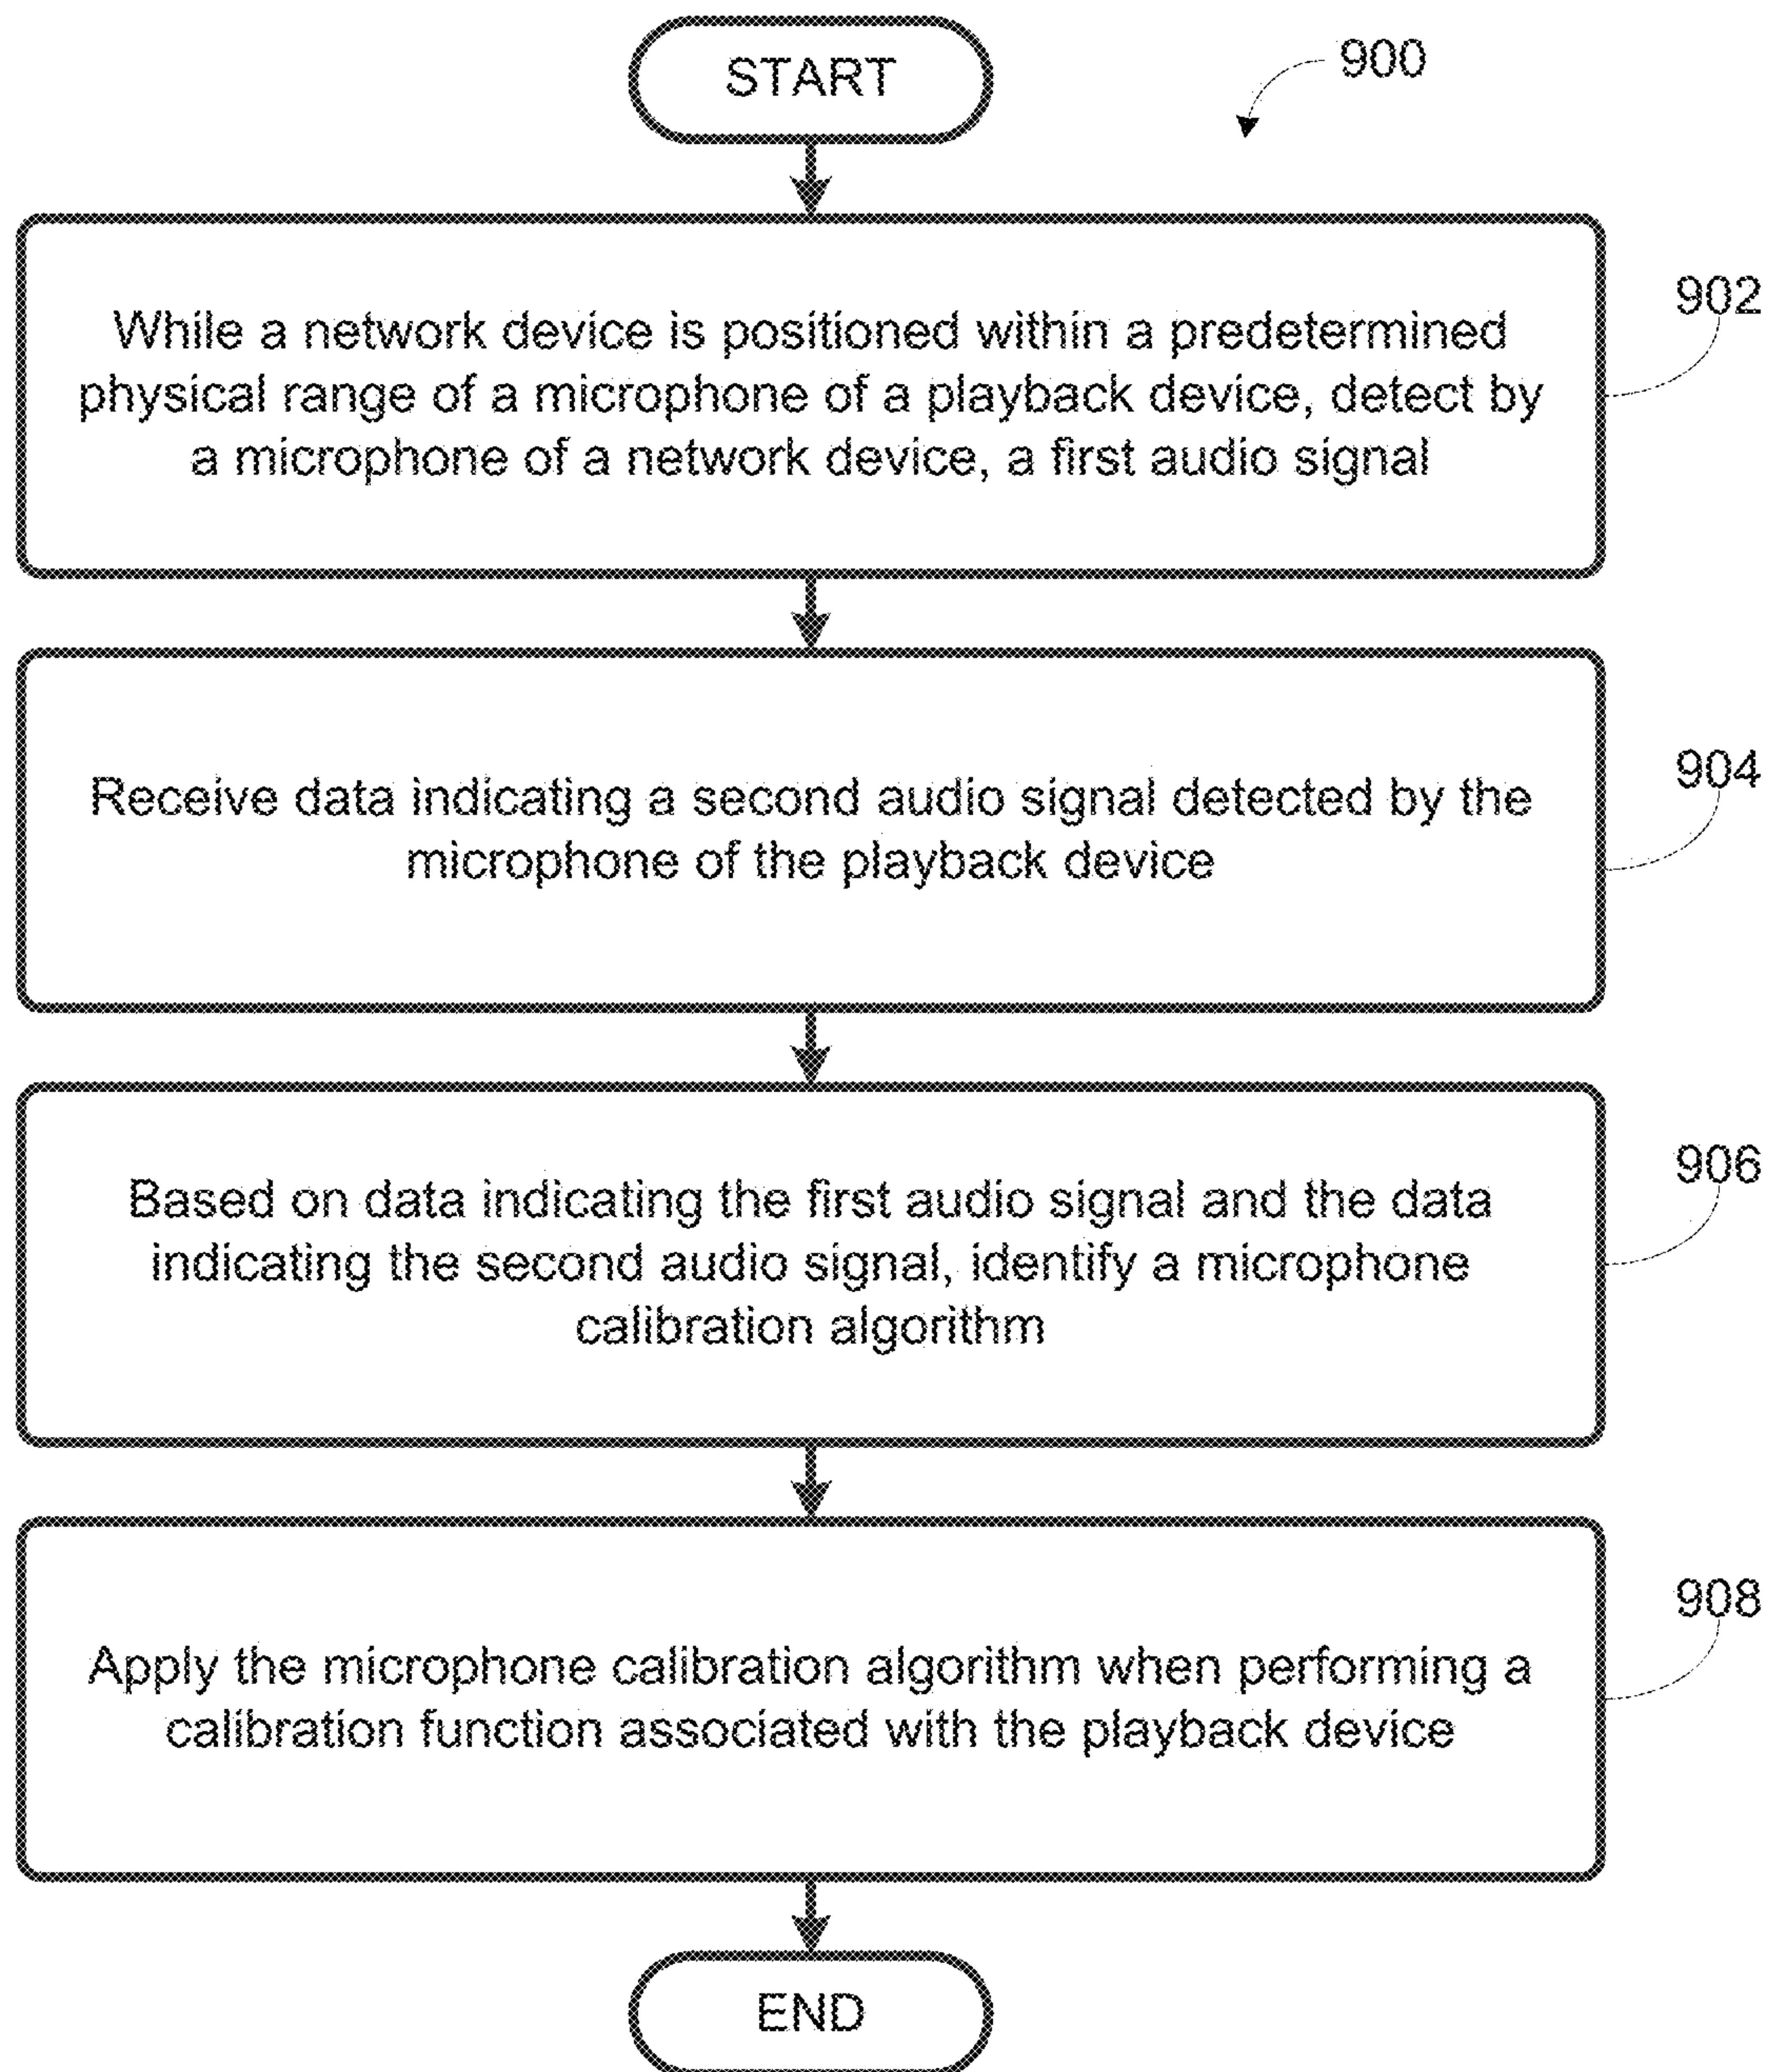 START
900
While a network device is positioned within a predetermined
physical range of a microphone of a playback device, detect by
a microphone of a network device, a first audio signal
902
Receive data indicating a second audio signal detected by the
microphone of the playback device
904
Based on data indicating the first audio signal and the data
indicating the second audio signal, identify a microphone
calibration algorithm
906
Apply the microphone calibration algorithm when performing a
calibration function associated with the playback device
908
END